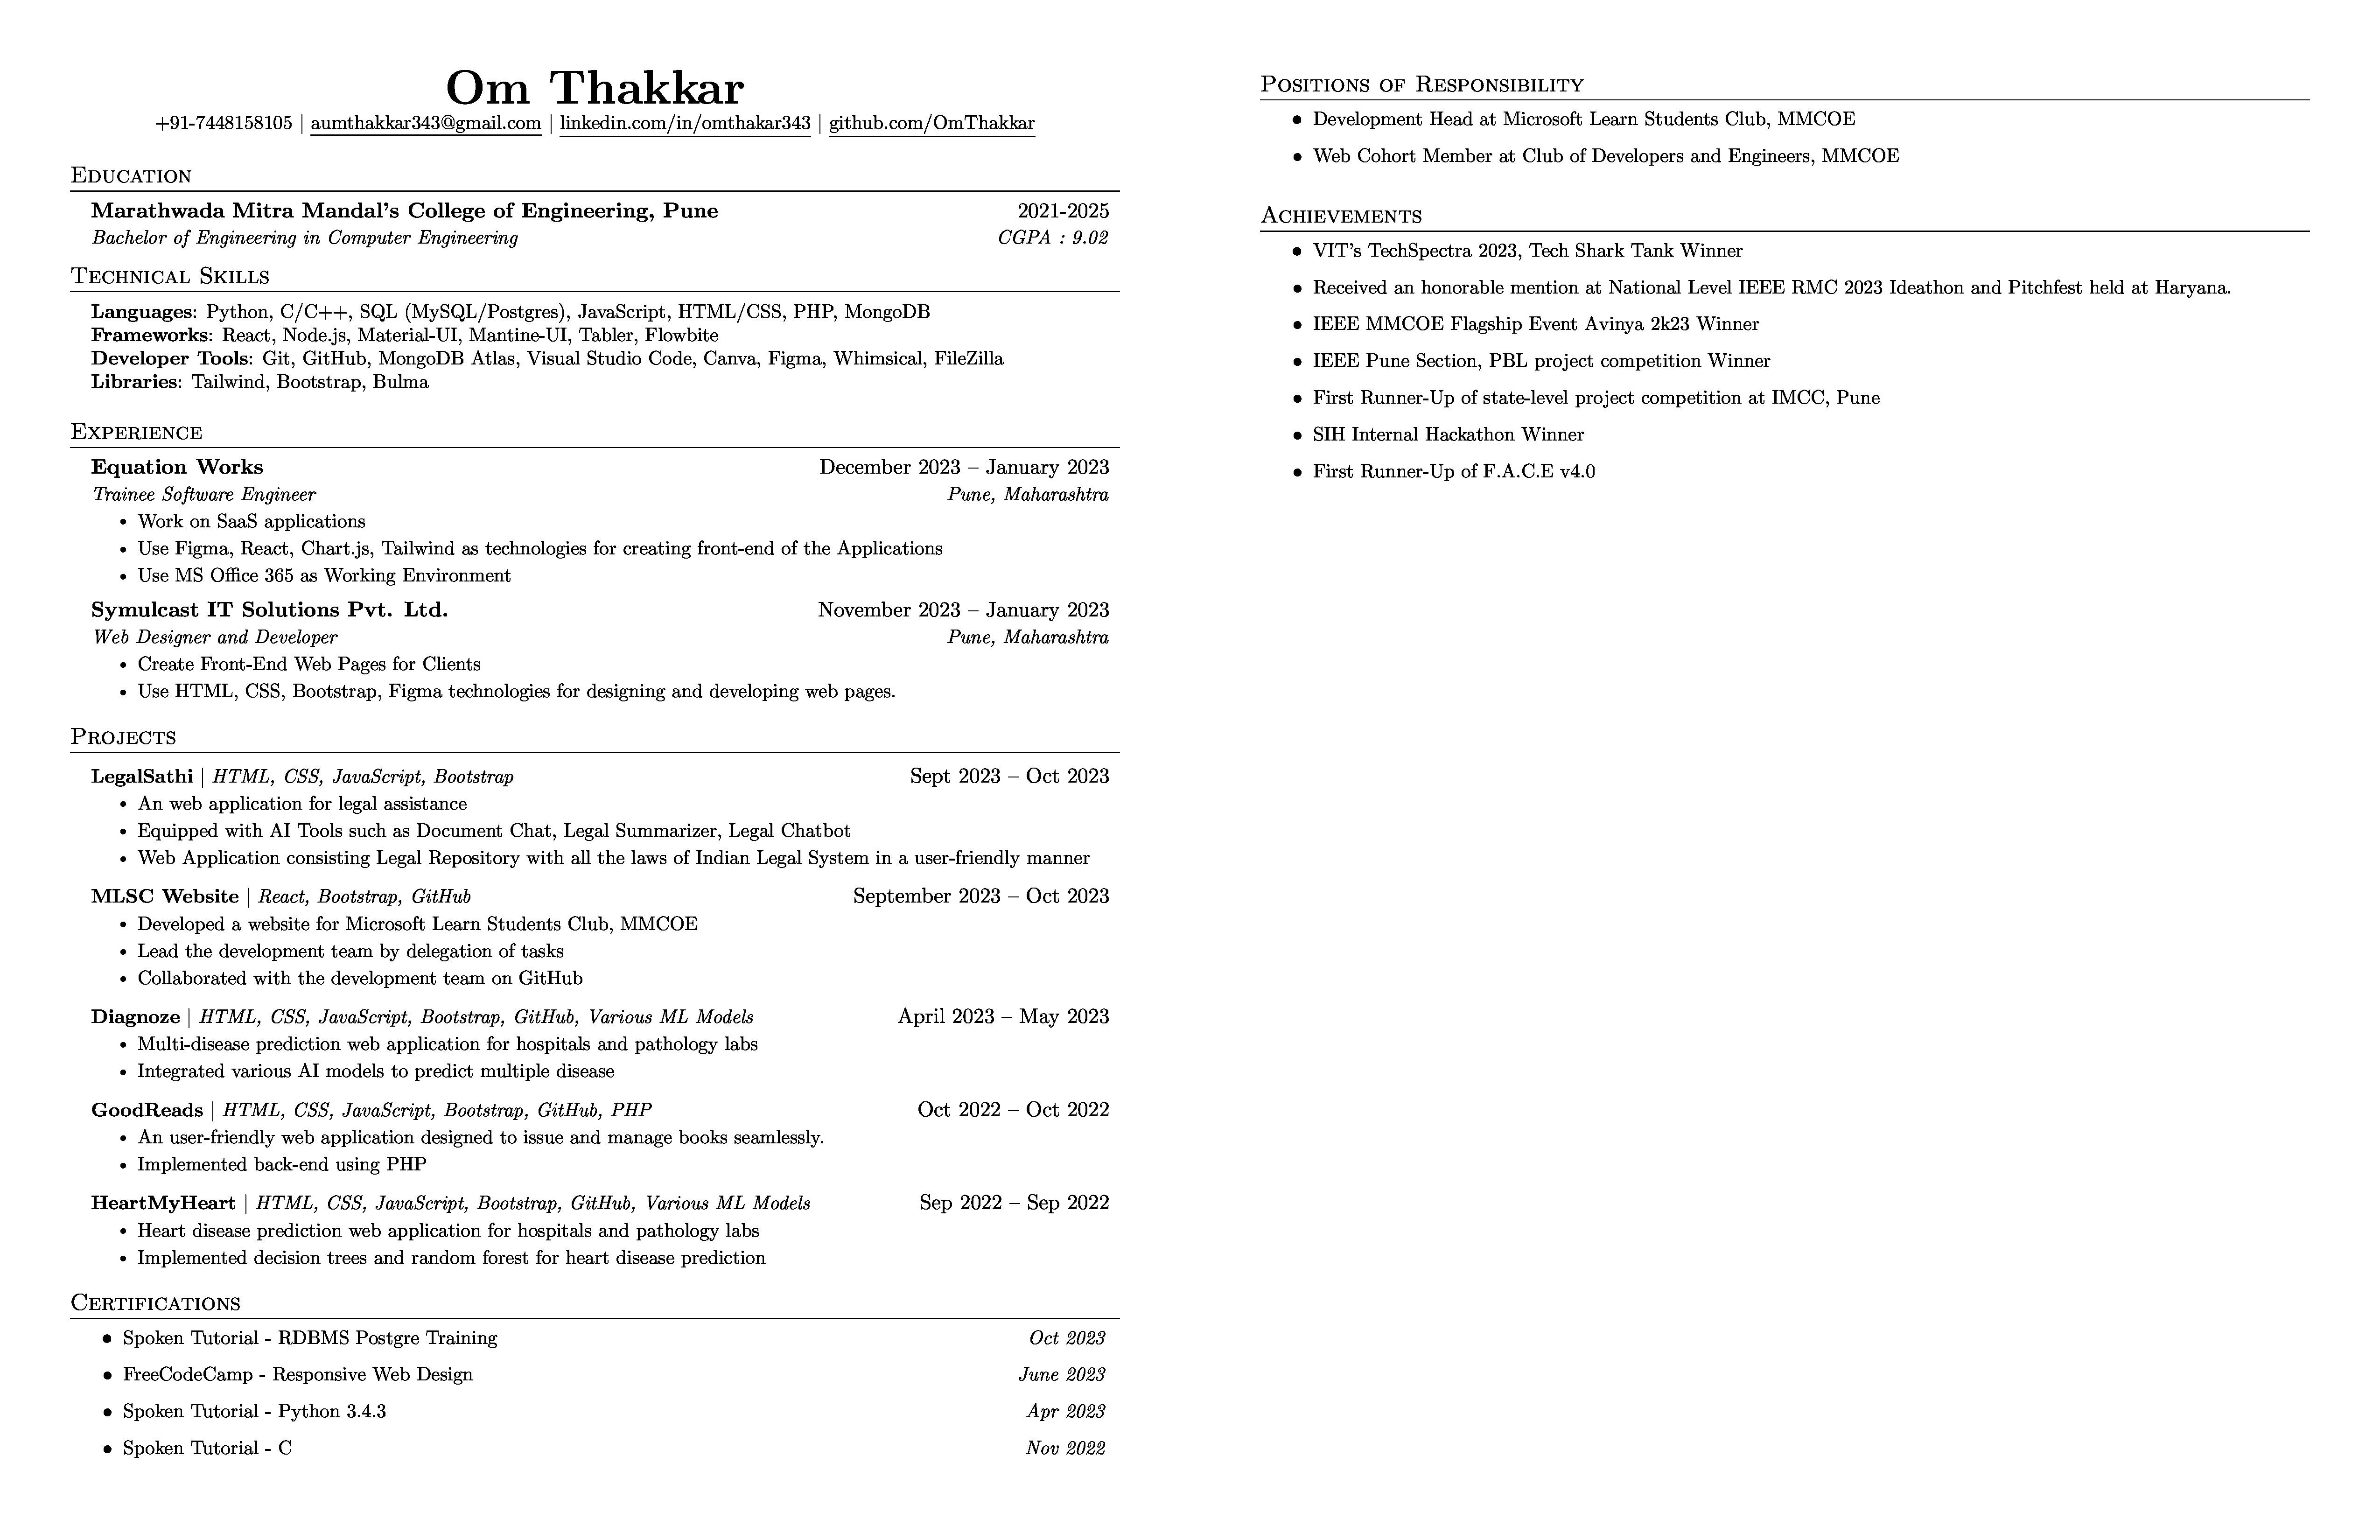 Om Thakkar
+91-7448158105 | aumthakkar343@gmail.com | linkedin.com/in/omthakar343 | github.com/OmThakkar
Education
Marathwada Mitra Mandal's College of Engineering, Pune 2021-2025
Bachelor of Engineering in Computer Engineering CGPA : 9.02
Technical Skills
Languages: Python, C/C++, SQL (MySQL/Postgres), JavaScript, HTML/CSS, PHP, MongoDB
Frameworks: React, Node.js, Material-UI, Mantine-UI, Tabler, Flowbite
Developer Tools: Git, GitHub, MongoDB Atlas, Visual Studio Code, Canva, Figma, Whimsical, FileZilla
Libraries: Tailwind, Bootstrap, Bulma
Experience
Equation Works December 2023 – January 2023
Trainee Software Engineer Pune, Maharashtra
• Work on SaaS applications
• Use Figma, React, Chart.js, Tailwind as technologies for creating front-end of the Applications
• Use MS Office 365 as Working Environment
Symulcast IT Solutions Pvt. Ltd. November 2023 – January 2023
Web Designer and Developer Pune, Maharashtra
• Create Front-End Web Pages for Clients
• Use HTML, CSS, Bootstrap, Figma technologies for designing and developing web pages.
Projects
LegalSathi | HTML, CSS, JavaScript, Bootstrap Sept 2023 – Oct 2023
• An web application for legal assistance
• Equipped with AI Tools such as Document Chat, Legal Summarizer, Legal Chatbot
• Web Application consisting Legal Repository with all the laws of Indian Legal System in a user-friendly manner
MLSC Website | React, Bootstrap, GitHub September 2023 – Oct 2023
• Developed a website for Microsoft Learn Students Club, MMCOE
• Lead the development team by delegation of tasks
• Collaborated with the development team on GitHub
Diagnoze | HTML, CSS, JavaScript, Bootstrap, GitHub, Various ML Models April 2023 – May 2023
• Multi-disease prediction web application for hospitals and pathology labs
• Integrated various AI models to predict multiple disease
GoodReads | HTML, CSS, JavaScript, Bootstrap, GitHub, PHP Oct 2022 – Oct 2022
• An user-friendly web application designed to issue and manage books seamlessly.
• Implemented back-end using PHP
HeartMyHeart | HTML, CSS, JavaScript, Bootstrap, GitHub, Various ML Models Sep 2022 – Sep 2022
• Heart disease prediction web application for hospitals and pathology labs
• Implemented decision trees and random forest for heart disease prediction
Certifications
• Spoken Tutorial - RDBMS Postgre Training Oct 2023
• FreeCodeCamp - Responsive Web Design June 2023
• Spoken Tutorial - Python 3.4.3 Apr 2023
• Spoken Tutorial - C Nov 2022
Positions of Responsibility
• Development Head at Microsoft Learn Students Club, MMCOE
• Web Cohort Member at Club of Developers and Engineers, MMCOE
Achievements
• VIT's TechSpectra 2023, Tech Shark Tank Winner
• Received an honorable mention at National Level IEEE RMC 2023 Ideathon and Pitchfest held at Haryana.
• IEEE MMCOE Flagship Event Avinya 2k23 Winner
• IEEE Pune Section, PBL project competition Winner
• First Runner-Up of state-level project competition at IMCC, Pune
• SIH Internal Hackathon Winner
• First Runner-Up of F.A.C.E v4.0